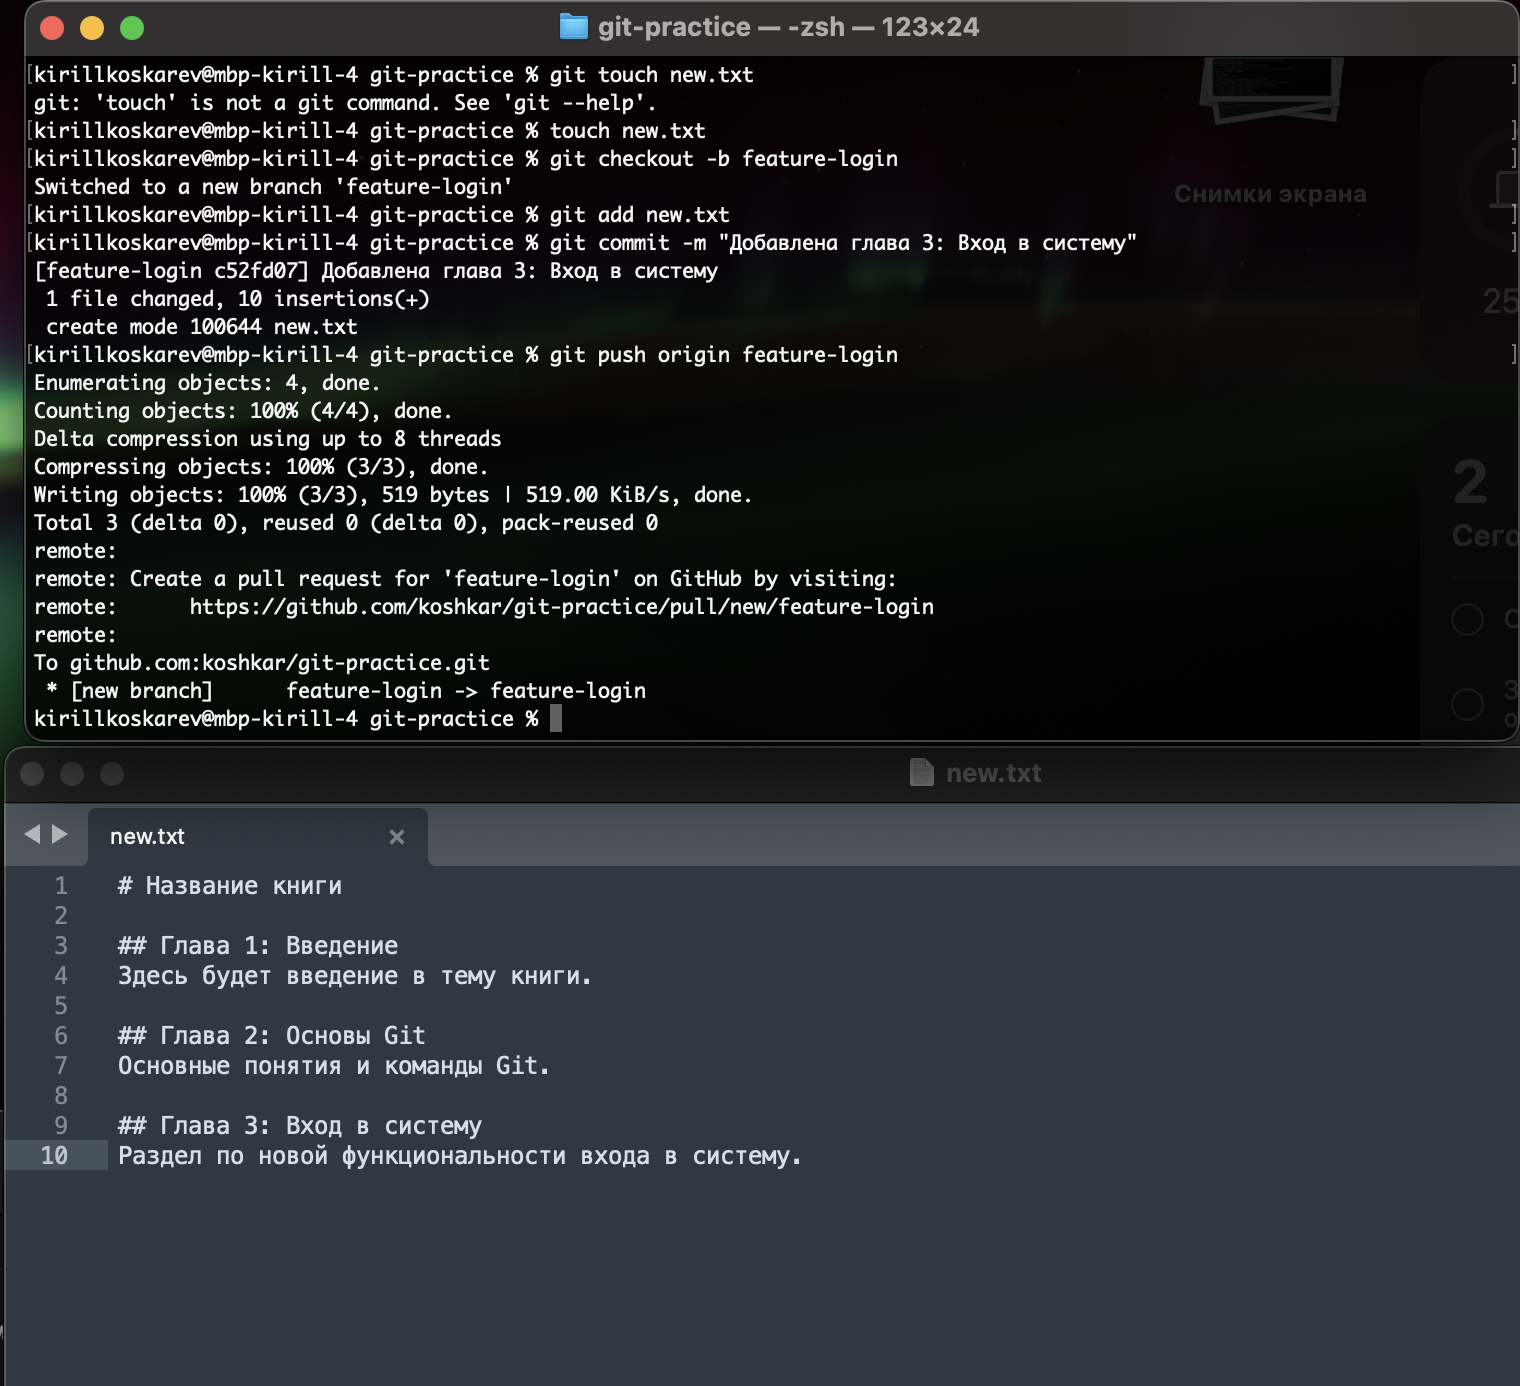 git-practice — -zsh — 123×24
kirillkoskarev@mbp-kirill-4 git-practice % git touch new.txt
git: 'touch' is not a git command. See 'git --help'.
kirillkoskarev@mbp-kirill-4 git-practice % touch new.txt
kirillkoskarev@mbp-kirill-4 git-practice % git checkout -b feature-login
Switched to a new branch 'feature-login'
kirillkoskarev@mbp-kirill-4 git-practice % git add new.txt
kirillkoskarev@mbp-kirill-4 git-practice % git commit -m "Добавлена глава 3: Вход в систему"
[feature-login c52fd07] Добавлена глава 3: Вход в систему
1 file changed, 10 insertions(+)
create mode 100644 new.txt
kirillkoskarev@mbp-kirill-4 git-practice % git push origin feature-login
Enumerating objects: 4, done.
Counting objects: 100% (4/4), done.
Delta compression using up to 8 threads
Compressing objects: 100% (3/3), done.
Writing objects: 100% (3/3), 519 bytes | 519.00 KiB/s, done.
Total 3 (delta 0), reused 0 (delta 0), pack-reused 0
remote:
remote: Create a pull request for 'feature-login' on GitHub by visiting:
remote:      https://github.com/koshkar/git-practice/pull/new/feature-login
remote:
To github.com:koshkar/git-practice.git
* [new branch]      feature-login -> feature-login
kirillkoskarev@mbp-kirill-4 git-practice %
Снимки экрана
25
2
new.txt
new.txt
1 # Название книги
2
3 ## Глава 1: Введение
4 Здесь будет введение в тему книги.
5
6 ## Глава 2: Основы Git
7 Основные понятия и команды Git.
8
9 ## Глава 3: Вход в систему
10 Раздел по новой функциональности входа в систему.